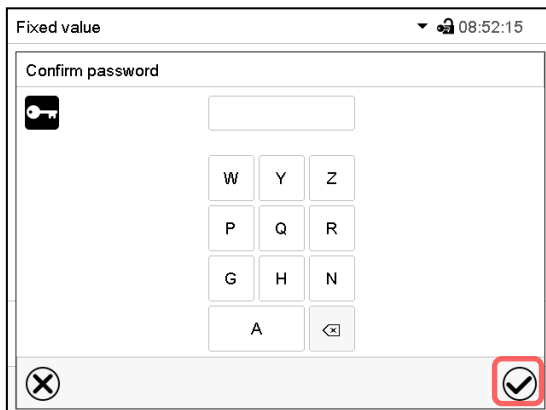 Fixed value 08:52:15
Confirm password
W Y Z
P Q R
G H N
A